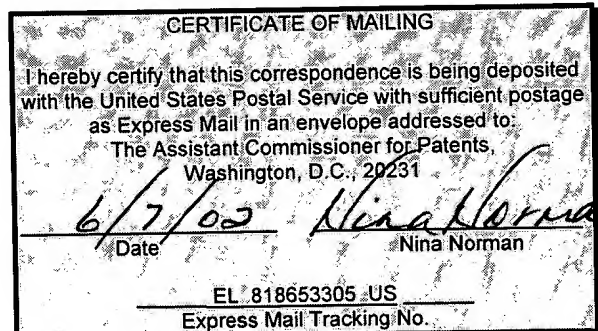 CERTIFICATE OF MAILING
I hereby certify that this correspondence is being deposited
with the United States Postal Service with sufficient postage
as Express Mail in an envelope addressed to:
The Assistant Commissioner for Patents,
Washington, D.C., 20231
6/7/02 Nina Norman
Date Nina Norman
EL 818653305 US
Express Mail Tracking No.